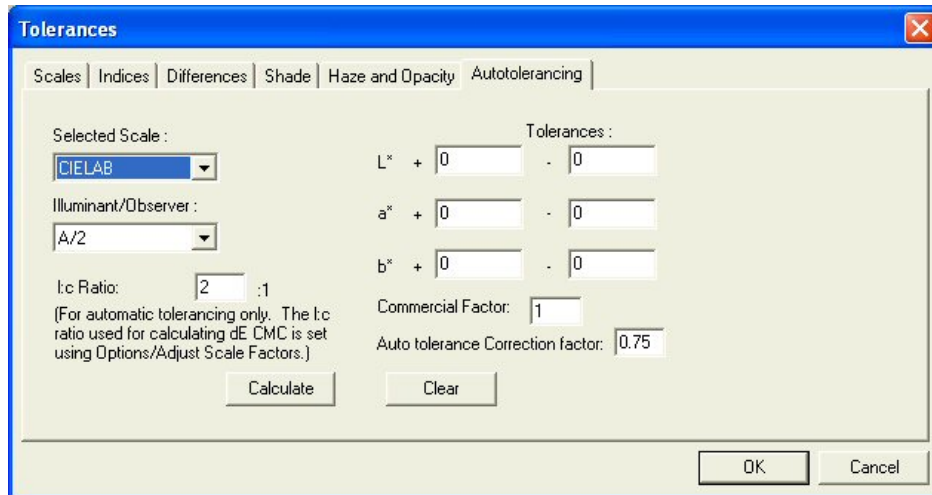 Tolerances
Scales Indices Differences Shade Haze and Opacity Autotolerancing
Selected Scale :
CIELAB
Illuminant/Observer :
A/2
l:c Ratio: 2 :1
(For automatic tolerancing only. The l:c
ratio used for calculating dE CMC is set
using Options/Adjust Scale Factors.)
Tolerances :
L* + 0 - 0
a* + 0 - 0
b* + 0 - 0
Commercial Factor: 1
Auto tolerance Correction factor: 0.75
Calculate Clear
OK Cancel